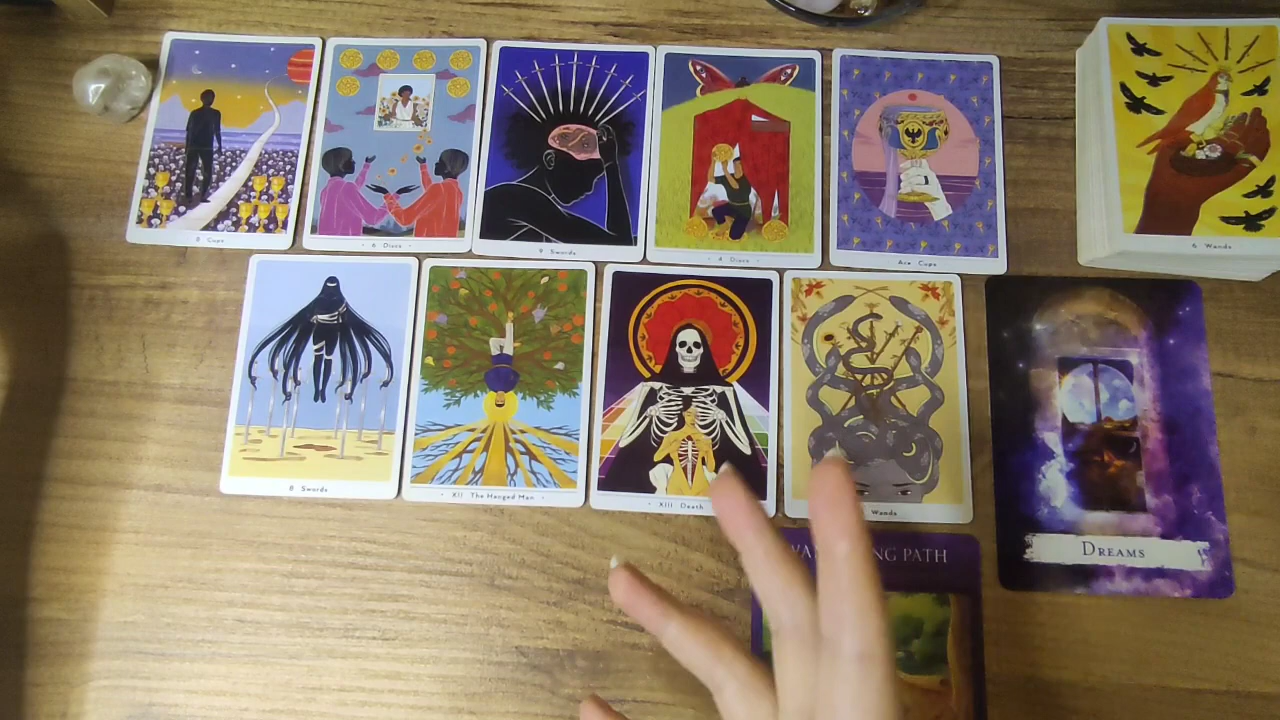 8 Cups
· 6 Discs ·
9 Swords
· 4 Discs ·
Ace Cups
6 Wands
8 Swords
· XII The Hanged Man ·
· XIII Death ·
Wands
DREAMS
PATH